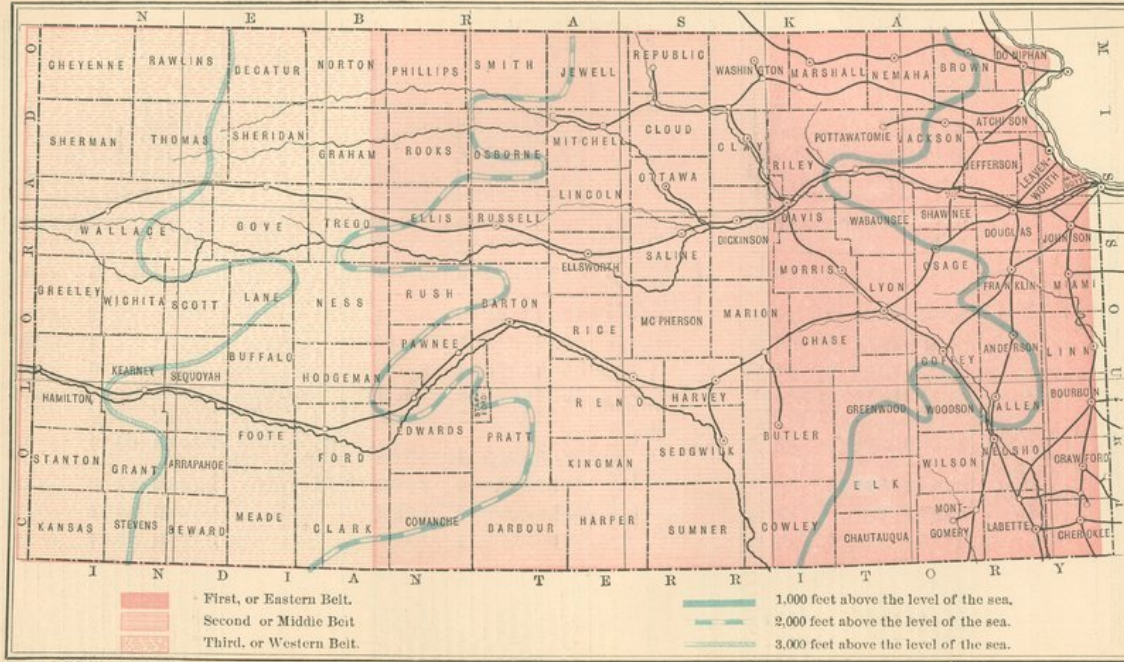 NEBRASKA
COLORADO
MISSOURI
CHEYENNE
RAWLINS
DECATUR
NORTON
PHILLIPS
SMITH
JEWELL
REPUBLIC
WASHINGTON
MARSHALL
NEMAHA
BROWN
DONIPHAN
SHERMAN
THOMAS
SHERIDAN
GRAHAM
ROOKS
OSBORNE
MITCHELL
CLOUD
CLAY
RILEY
POTTAWATOMIE
JACKSON
ATCHISON
JEFFERSON
LEAVEN-
WORTH
WALLACE
GOVE
TREGO
ELLIS
RUSSELL
LINCOLN
OTTAWA
SALINE
DICKINSON
DAVIS
WABAUNSEE
SHAWNEE
DOUGLAS
JOHNSON
GREELEY
WICHITA
SCOTT
LANE
NESS
RUSH
BARTON
ELLSWORTH
RICE
MC PHERSON
MARION
MORRIS
LYON
OSAGE
FRANKLIN
MIAMI
CHASE
COFFEY
ANDERSON
LINN
HAMILTON
KEARNEY
SEQUOYAH
BUFFALO
HODGEMAN
PAWNEE
EDWARDS
PRATT
RENO
HARVEY
BUTLER
GREENWOOD
WOODSON
ALLEN
BOURBON
STANTON
GRANT
ARRAPAHOE
FOOTE
FORD
KINGMAN
SEDGWICK
ELK
WILSON
NEOSHO
CRAWFORD
KANSAS
STEVENS
SEWARD
MEADE
CLARK
COMANCHE
BARBOUR
HARPER
SUMNER
COWLEY
CHAUTAUQUA
MONT-
GOMERY
LABETTE
CHEROKEE
INDIAN TERRITORY
First, or Eastern Belt.
Second or Middle Belt
Third, or Western Belt.
1,000 feet above the level of the sea.
2,000 feet above the level of the sea.
3,000 feet above the level of the sea.